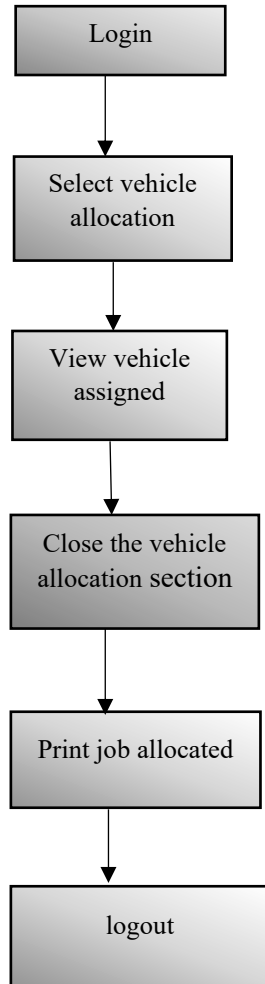 Login
Select vehicle
allocation
View vehicle
assigned
Close the vehicle
allocation section
Print job allocated
logout